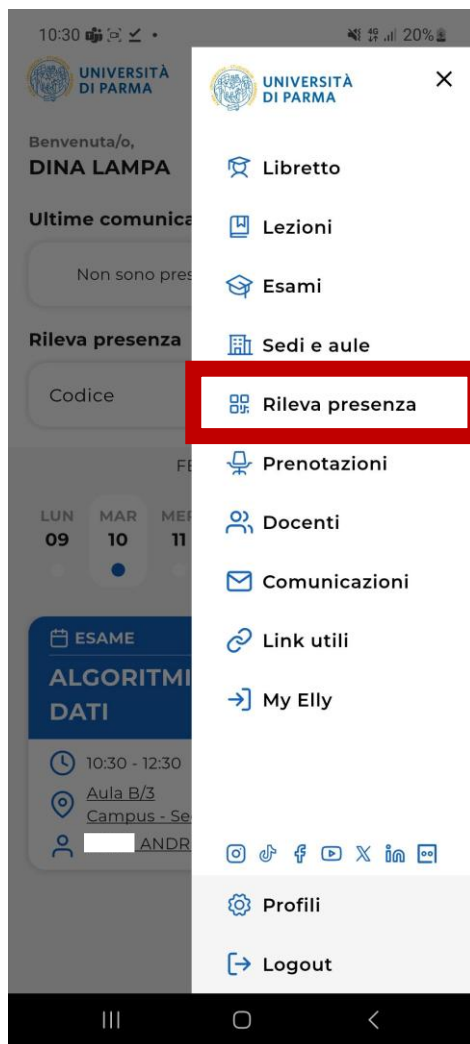 10:30
4G
20%
UNIVERSITÀ
DI PARMA
Benvenuta/o,
DINA LAMPA
Ultime comunica
Non sono pres
Rileva presenza
Codice
FE
LUN MAR MER
09 10 11
ESAME
ALGORITMI
DATI
10:30 - 12:30
Aula B/3
Campus - Se
ANDR
UNIVERSITÀ
DI PARMA
Libretto
Lezioni
Esami
Sedi e aule
Rileva presenza
Prenotazioni
Docenti
Comunicazioni
Link utili
My Elly
Profili
Logout